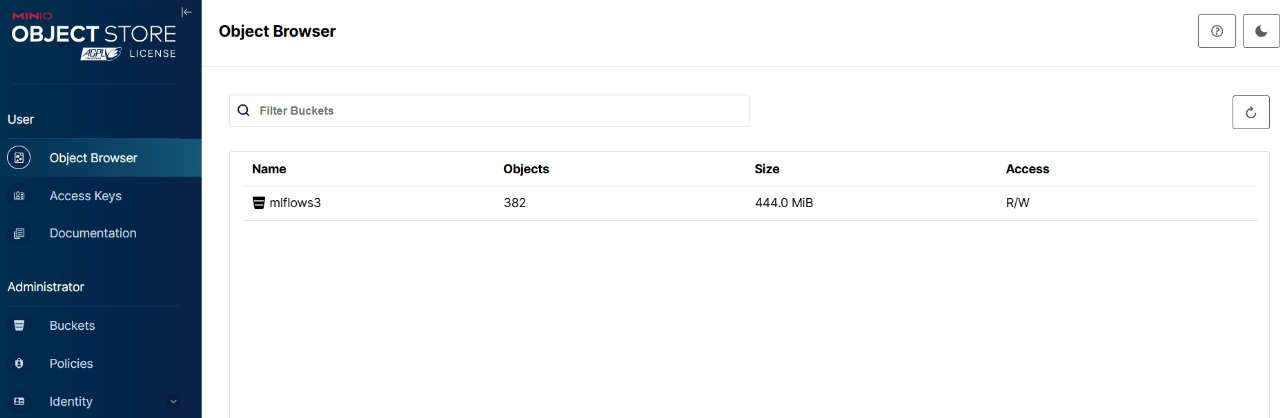 MINIO
OBJECT STORE
AGPLv3 LICENSE
User
Object Browser
Access Keys
Documentation
Administrator
Buckets
Policies
Identity
Object Browser
Filter Buckets
Name Objects Size Access
mlflows3 382 444.0 MiB R/W